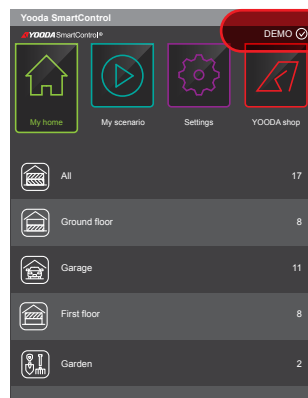 Yooda SmartControl
YOODA SmartControl®
DEMO
My home
My scenario
Settings
YOODA shop
All 17
Ground floor 8
Garage 11
First floor 8
Garden 2